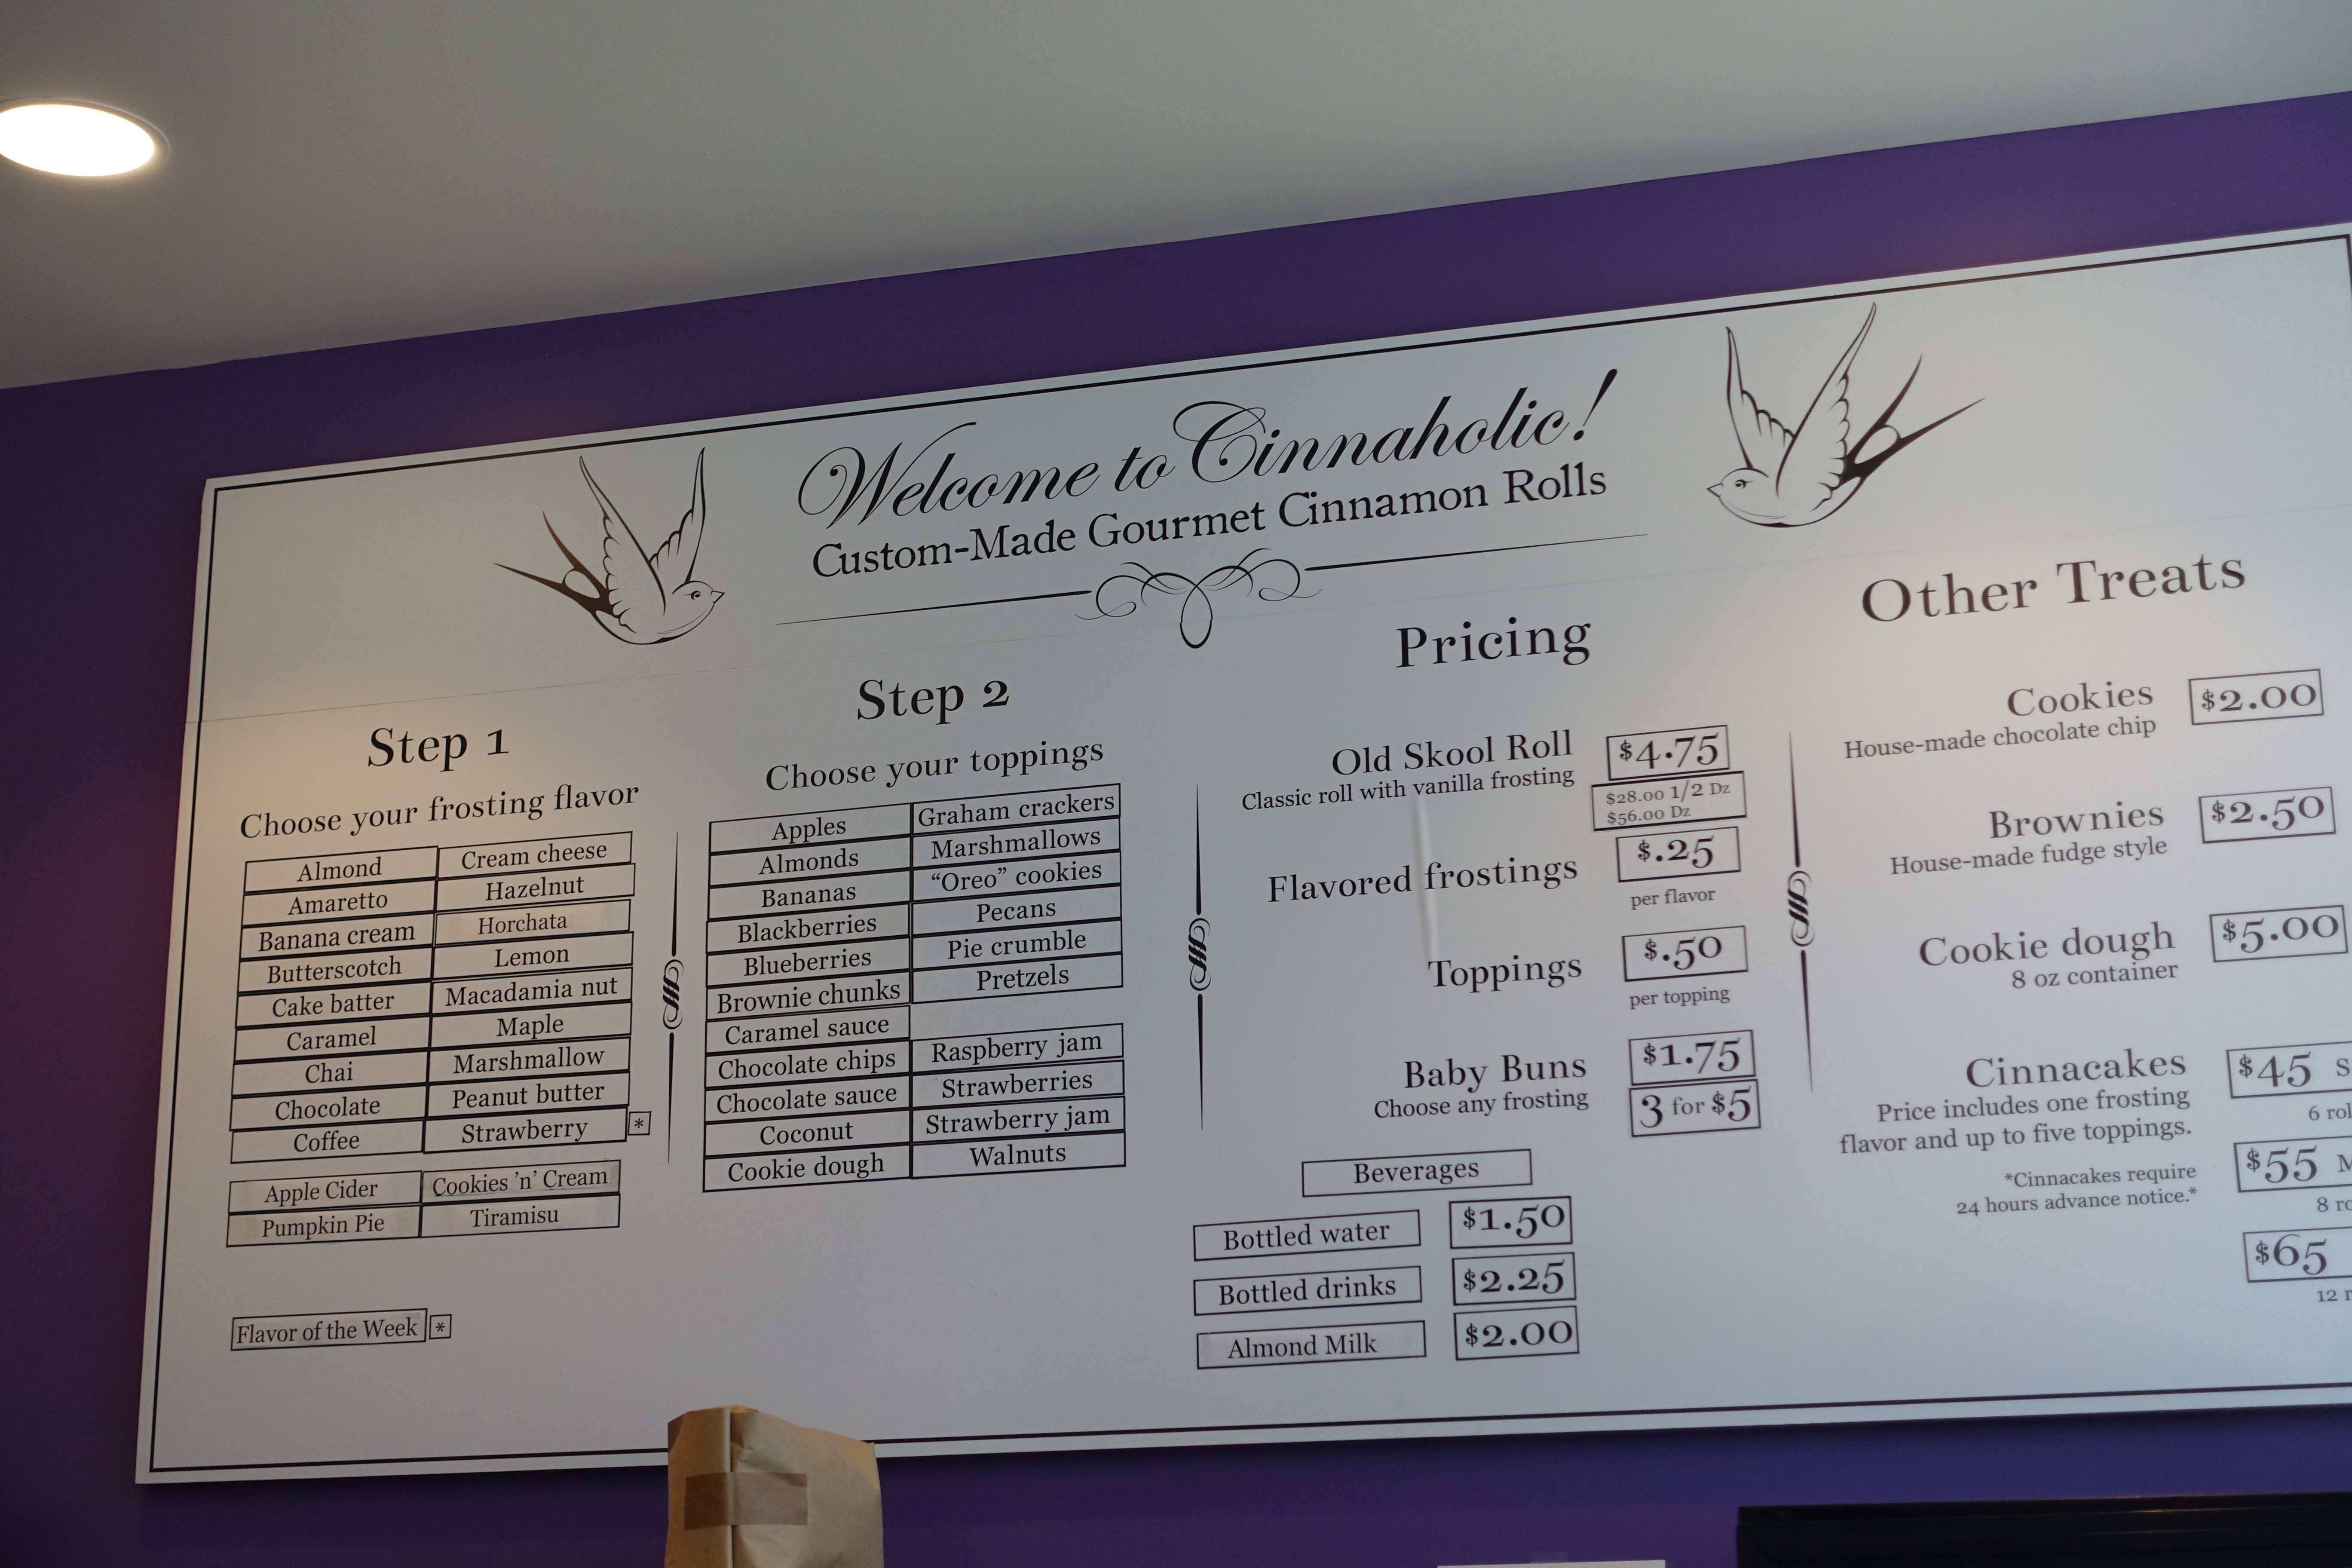 Welcome to Cinnaholic!
Custom-Made Gourmet Cinnamon Rolls
Step 1
Choose your frosting flavor
Almond
Amaretto
Banana cream
Butterscotch
Cake batter
Caramel
Chai
Chocolate
Coffee
Cream cheese
Hazelnut
Horchata
Lemon
Macadamia nut
Maple
Marshmallow
Peanut butter
Strawberry *
Apple Cider
Pumpkin Pie
Cookies 'n' Cream
Tiramisu
Flavor of the Week *
Step 2
Choose your toppings
Apples
Almonds
Bananas
Blackberries
Blueberries
Brownie chunks
Caramel sauce
Chocolate chips
Chocolate sauce
Coconut
Cookie dough
Graham crackers
Marshmallows
“Oreo” cookies
Pecans
Pie crumble
Pretzels
Raspberry jam
Strawberries
Strawberry jam
Walnuts
Pricing
Old Skool Roll $4.75
Classic roll with vanilla frosting
$28.00 1/2 Dz
$56.00 Dz
Flavored frostings $.25
per flavor
Toppings $.50
per topping
Baby Buns $1.75
Choose any frosting 3 for $5
Beverages
Bottled water $1.50
Bottled drinks $2.25
Almond Milk $2.00
Other Treats
Cookies $2.00
House-made chocolate chip
Brownies $2.50
House-made fudge style
Cookie dough $5.00
8 oz container
Cinnacakes $45
Price includes one frosting 6
flavor and up to five toppings.
$55
*Cinnacakes require
24 hours advance notice.* 8
$65
12